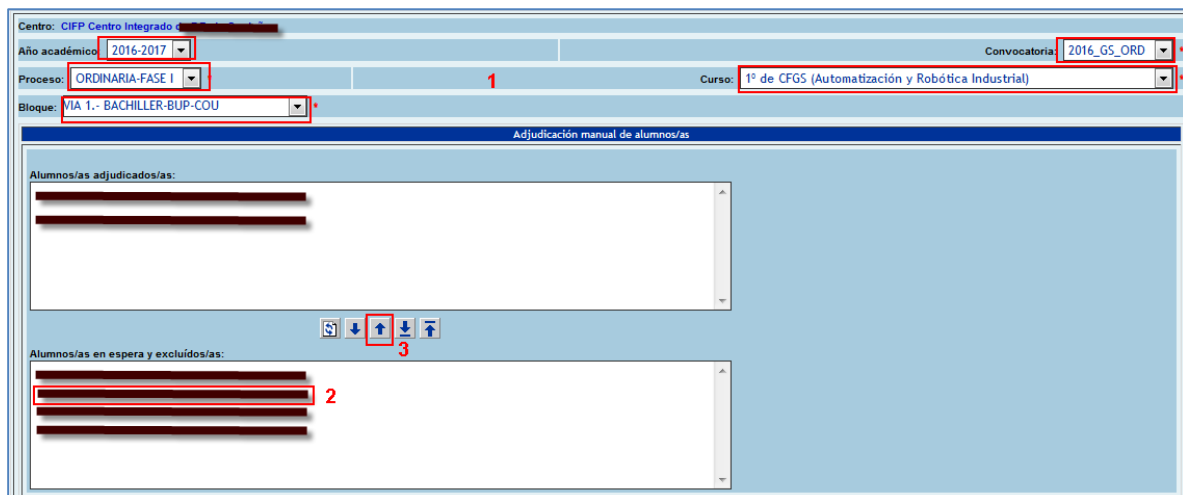 Centro: CIFP Centro Integrado
Año académico: 2016-2017 Convocatoria: 2016_GS_ORD *
Proceso: ORDINARIA-FASE I * 1 Curso: 1º de CFGS (Automatización y Robótica Industrial) *
Bloque: VIA 1.- BACHILLER-BUP-COU *
Adjudicación manual de alumnos/as
Alumnos/as adjudicados/as:
3
Alumnos/as en espera y excluídos/as:
2